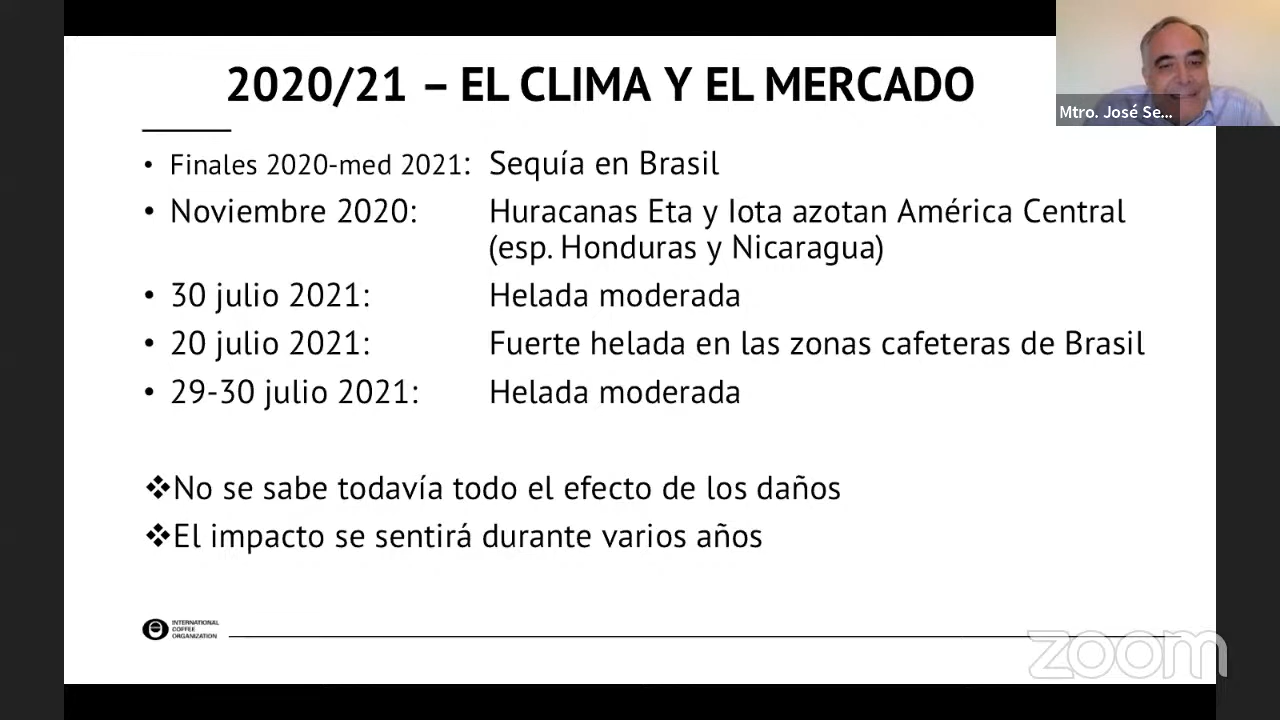 2020/21 – EL CLIMA Y EL MERCADO
Mtro. José Se...
• Finales 2020-med 2021: Sequía en Brasil
• Noviembre 2020: Huracanas Eta y Iota azotan América Central
(esp. Honduras y Nicaragua)
• 30 julio 2021: Helada moderada
• 20 julio 2021: Fuerte helada en las zonas cafeteras de Brasil
• 29-30 julio 2021: Helada moderada
❖No se sabe todavía todo el efecto de los daños
❖El impacto se sentirá durante varios años
INTERNATIONAL
COFFEE
ORGANIZATION
zoom